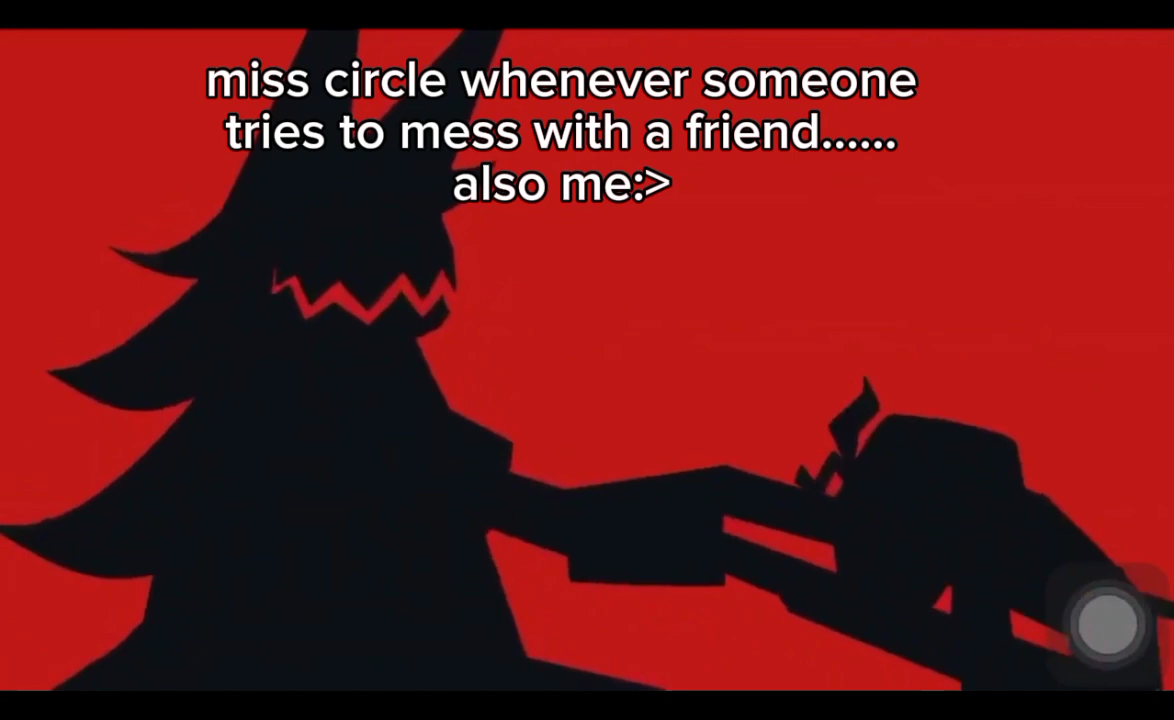 miss circle whenever someone
tries to mess with a friend......
also me:>